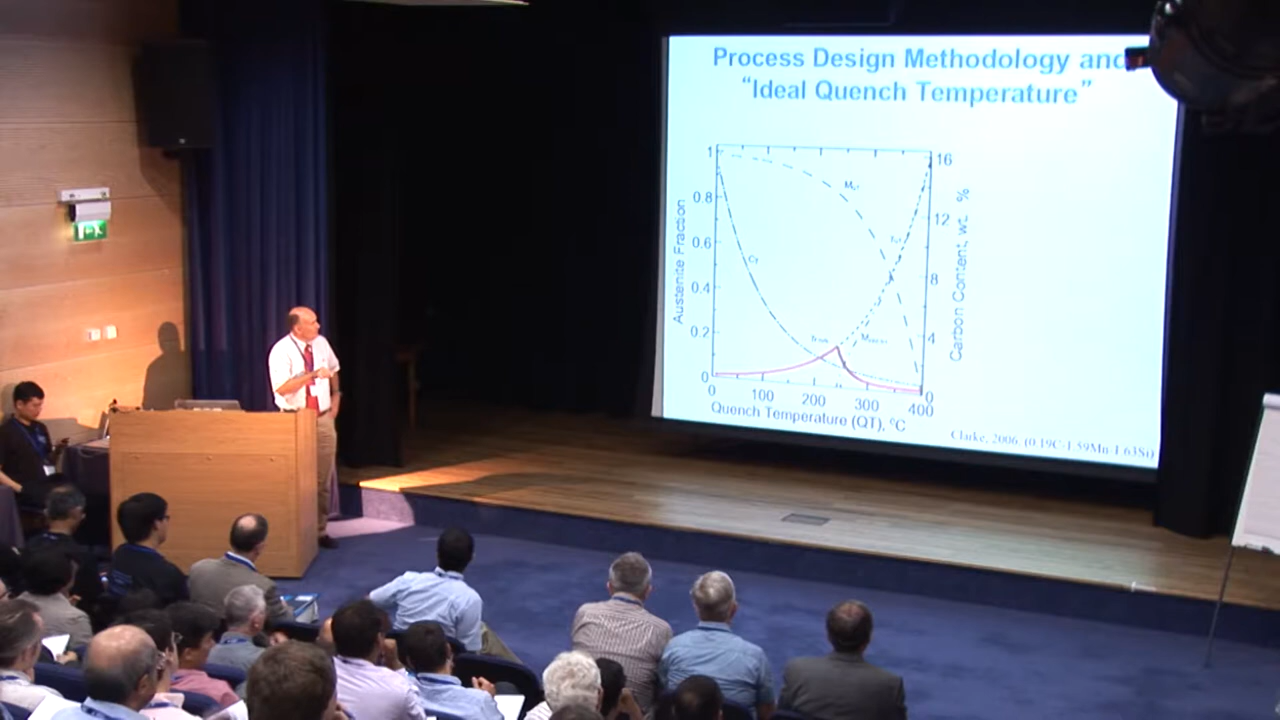 Process Design Methodology and
“Ideal Quench Temperature”
1
0.8
0.6
0.4
0.2
0
Austenite Fraction
16
12
8
4
0
Carbon Content, wt. %
0
100
200
300
400
Quench Temperature (QT), °C
Clarke, 2006. (0.19C-1.59Mn-1.63Si)